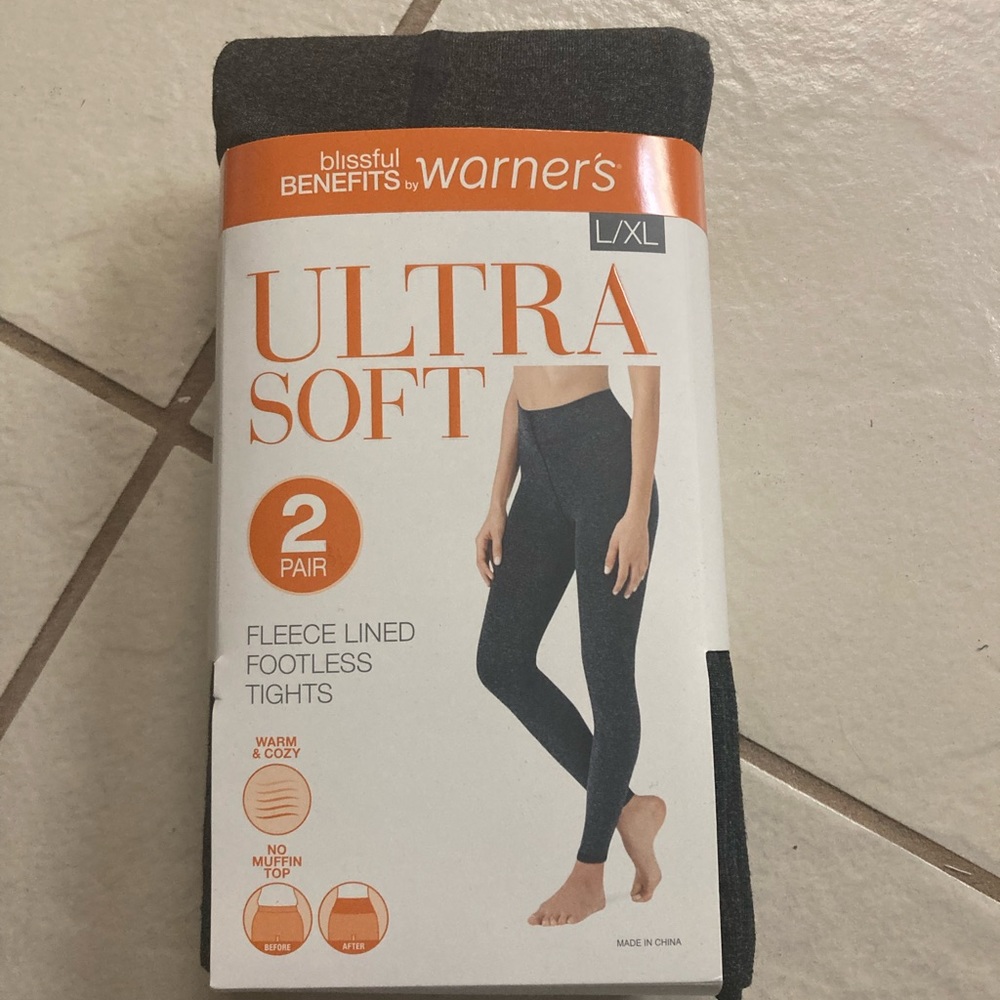 blissful
BENEFITS by warner's®
L/XL
ULTRA
SOFT
2
PAIR
FLEECE LINED
FOOTLESS
TIGHTS
WARM
& COZY
NO
MUFFIN
TOP
BEFORE
AFTER
MADE IN CHINA